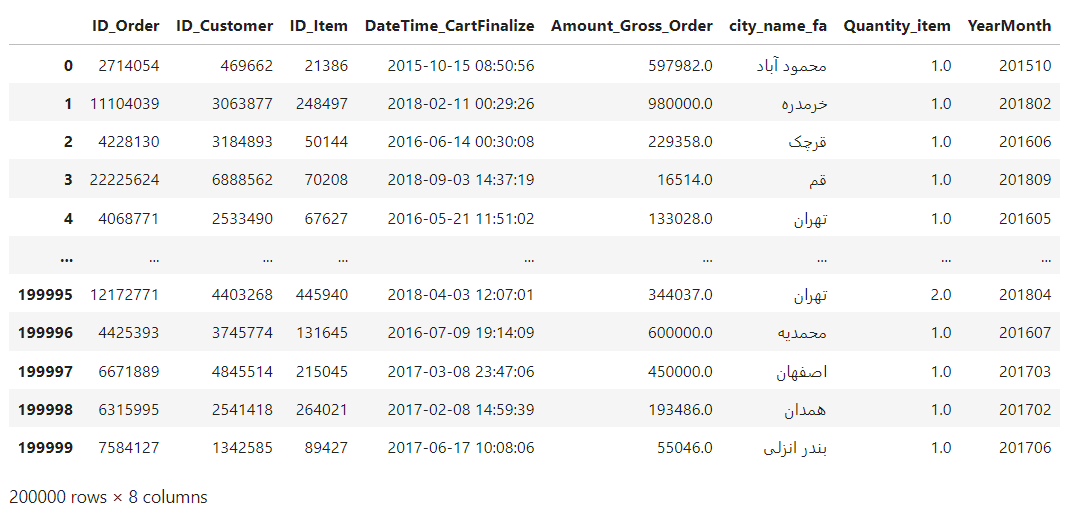 ID_Order ID_Customer ID_Item DateTime_CartFinalize Amount_Gross_Order city_name_fa Quantity_item YearMonth
0 2714054 469662 21386 2015-10-15 08:50:56 597982.0 محمود آباد 1.0 201510
1 11104039 3063877 248497 2018-02-11 00:29:26 980000.0 خرمدره 1.0 201802
2 4228130 3184893 50144 2016-06-14 00:30:08 229358.0 قرچک 1.0 201606
3 22225624 6888562 70208 2018-09-03 14:37:19 16514.0 قم 1.0 201809
4 4068771 2533490 67627 2016-05-21 11:51:02 133028.0 تهران 1.0 201605
... ... ... ... ... ... ... ... ...
199995 12172771 4403268 445940 2018-04-03 12:07:01 344037.0 تهران 2.0 201804
199996 4425393 3745774 131645 2016-07-09 19:14:09 600000.0 محمدیه 1.0 201607
199997 6671889 4845514 215045 2017-03-08 23:47:06 450000.0 اصفهان 1.0 201703
199998 6315995 2541418 264021 2017-02-08 14:59:39 193486.0 همدان 1.0 201702
199999 7584127 1342585 89427 2017-06-17 10:08:06 55046.0 بندر انزلی 1.0 201706
200000 rows × 8 columns